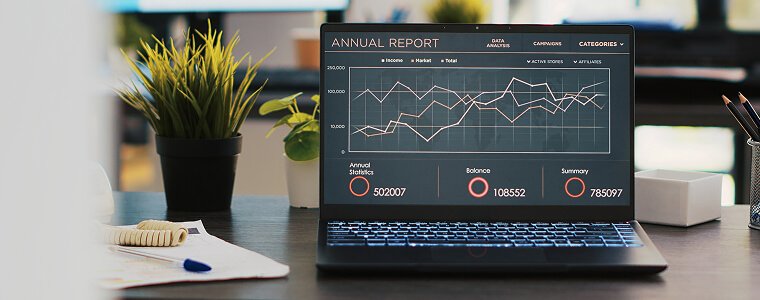 ANNUAL REPORT
DATA ANALYSIS
CAMPAIGNS
CATEGORIES
Income
Market
Total
ACTIVE STORES
AFFILIATES
250,000
100,000
10,000
0
Annual Statistics
502007
Balance
108552
Summary
785097